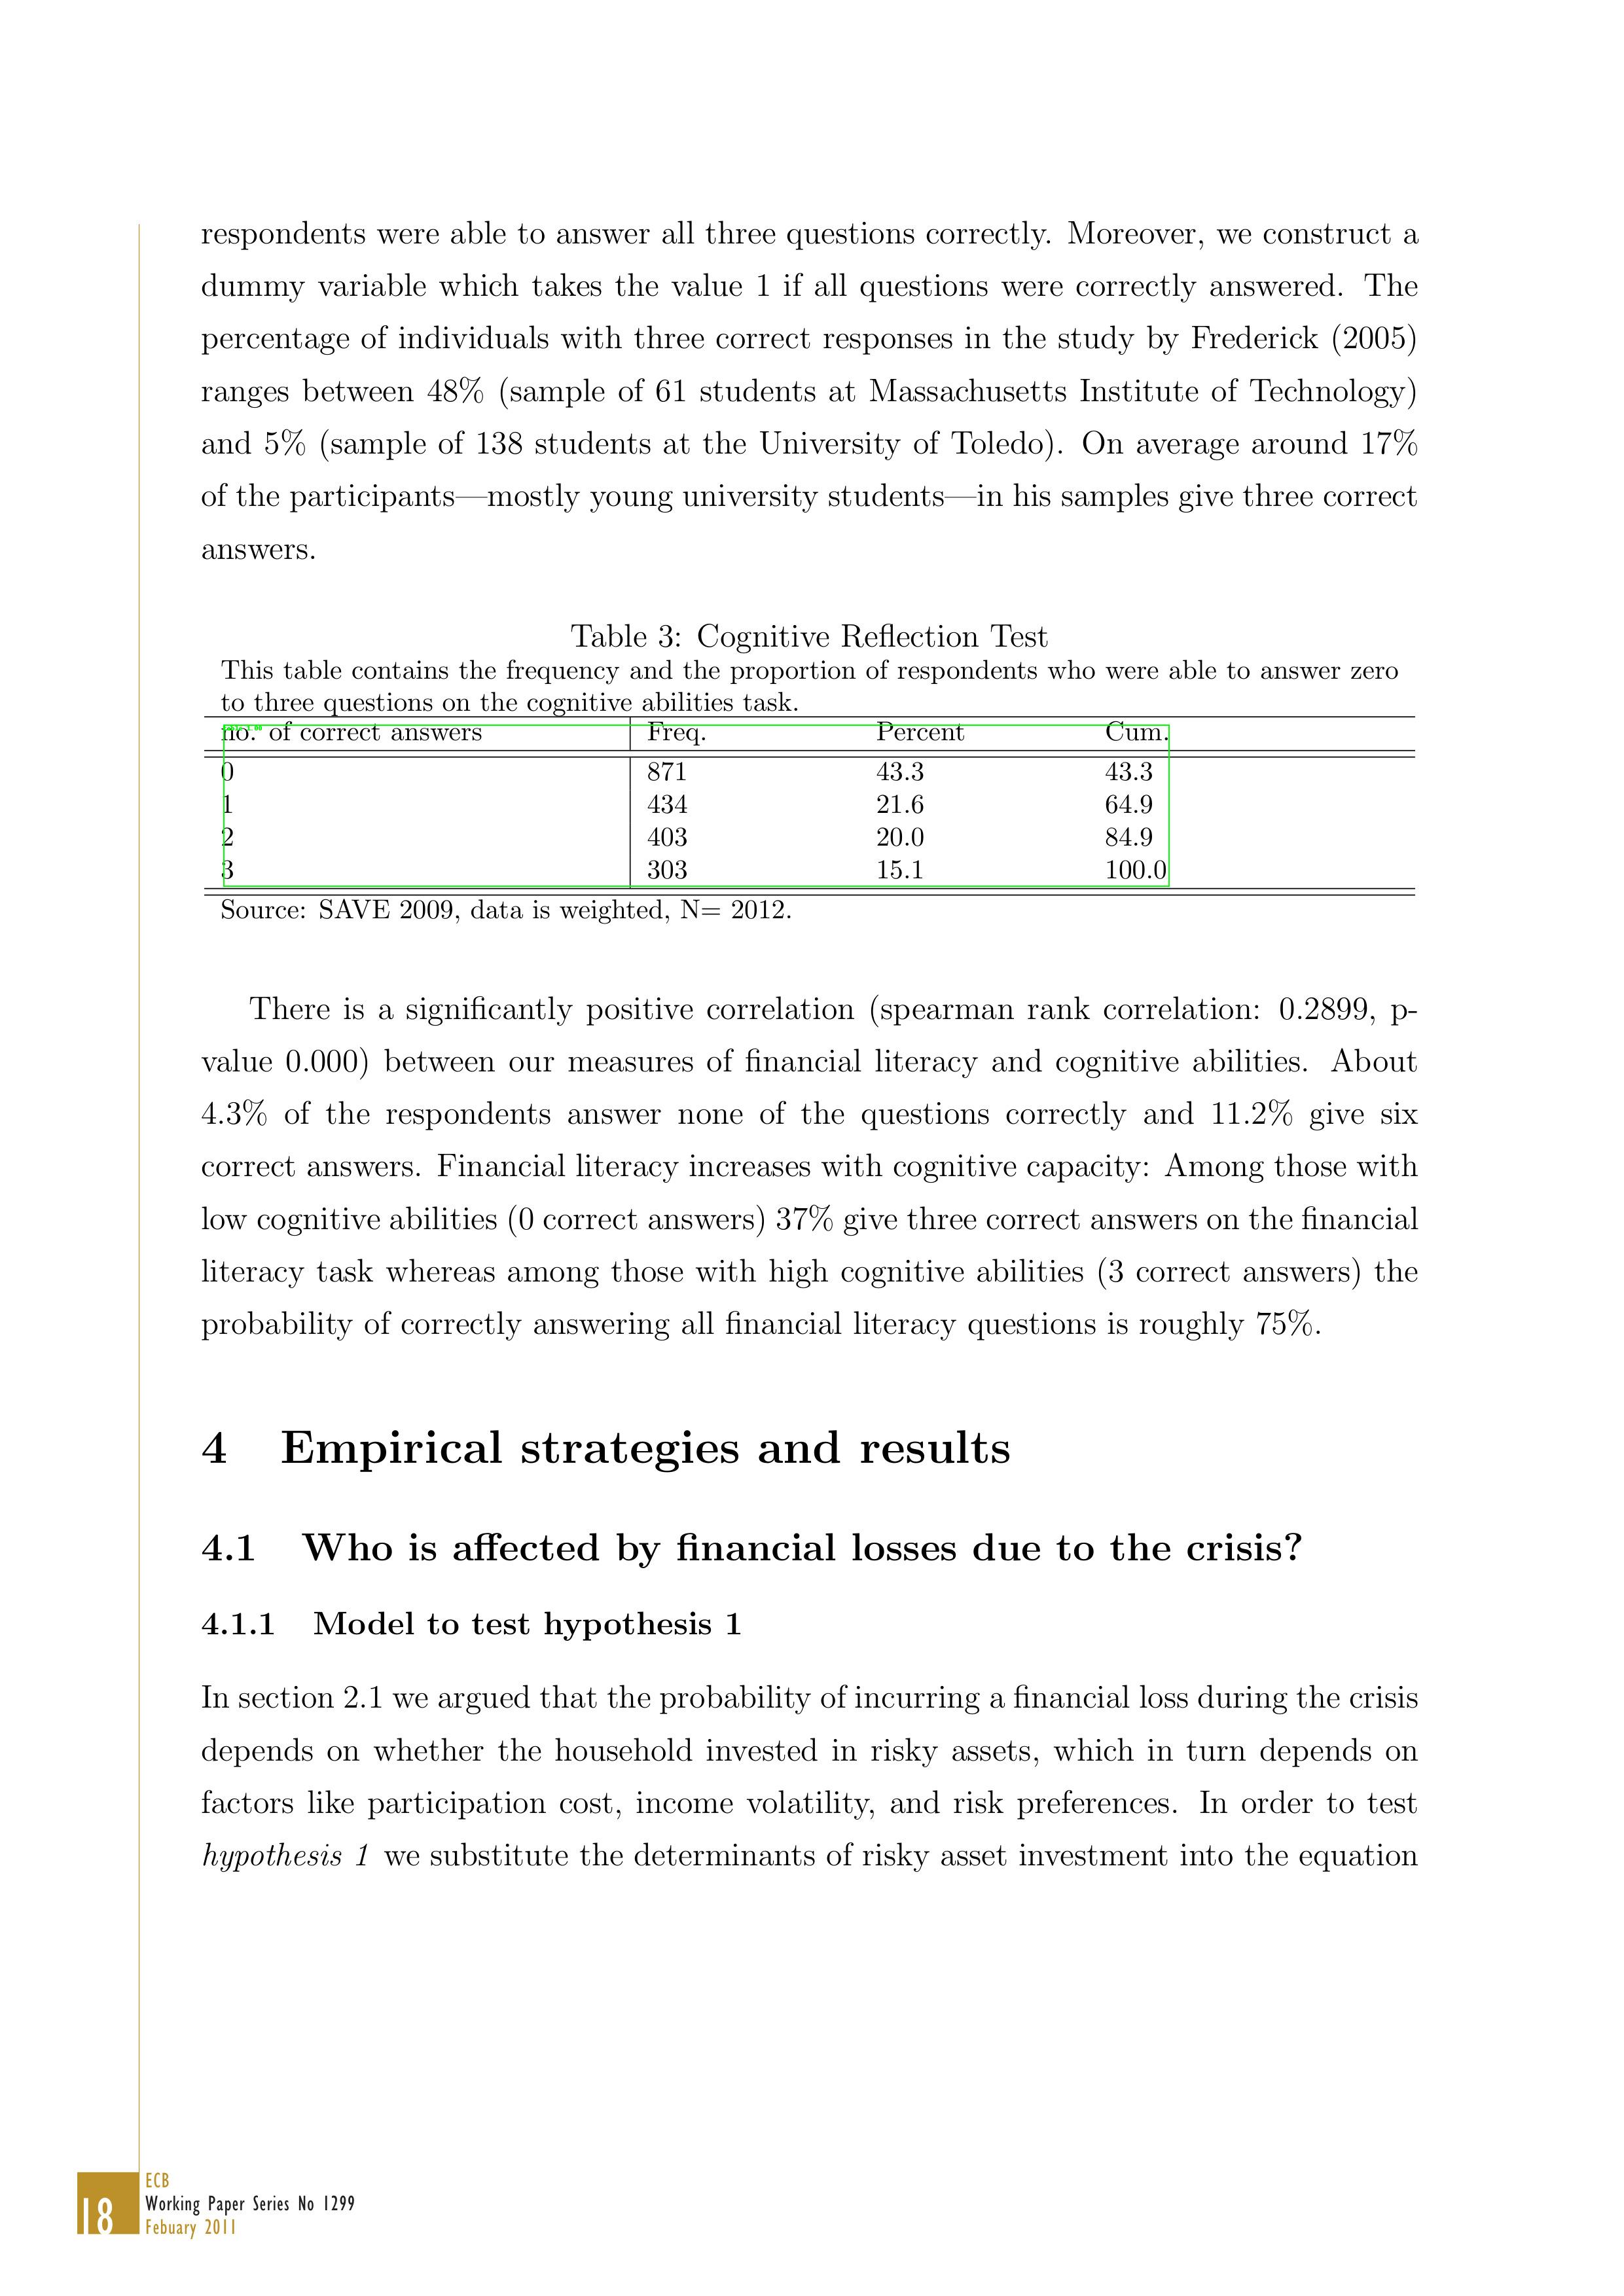 respondents were able to answer all three questions correctly. Moreover, we construct a
dummy variable which takes the value 1 if all questions were correctly answered. The
percentage of individuals with three correct responses in the study by Frederick (2005)
ranges between 48% (sample of 61 students at Massachusetts Institute of Technology)
and 5% (sample of 138 students at the University of Toledo). On average around 17%
of the participants—mostly young university students—in his samples give three correct
answers.
Table 3: Cognitive Reflection Test
This table contains the frequency and the proportion of respondents who were able to answer zero
to three questions on the cognitive abilities task.
no. of correct answers Freq. Percent Cum.
0 871 43.3 43.3
1 434 21.6 64.9
2 403 20.0 84.9
3 303 15.1 100.0
Source: SAVE 2009, data is weighted, N= 2012.
There is a significantly positive correlation (spearman rank correlation: 0.2899, p-
value 0.000) between our measures of financial literacy and cognitive abilities. About
4.3% of the respondents answer none of the questions correctly and 11.2% give six
correct answers. Financial literacy increases with cognitive capacity: Among those with
low cognitive abilities (0 correct answers) 37% give three correct answers on the financial
literacy task whereas among those with high cognitive abilities (3 correct answers) the
probability of correctly answering all financial literacy questions is roughly 75%.
4 Empirical strategies and results
4.1 Who is affected by financial losses due to the crisis?
4.1.1 Model to test hypothesis 1
In section 2.1 we argued that the probability of incurring a financial loss during the crisis
depends on whether the household invested in risky assets, which in turn depends on
factors like participation cost, income volatility, and risk preferences. In order to test
hypothesis 1 we substitute the determinants of risky asset investment into the equation
18
ECB
Working Paper Series No 1299
Febuary 2011